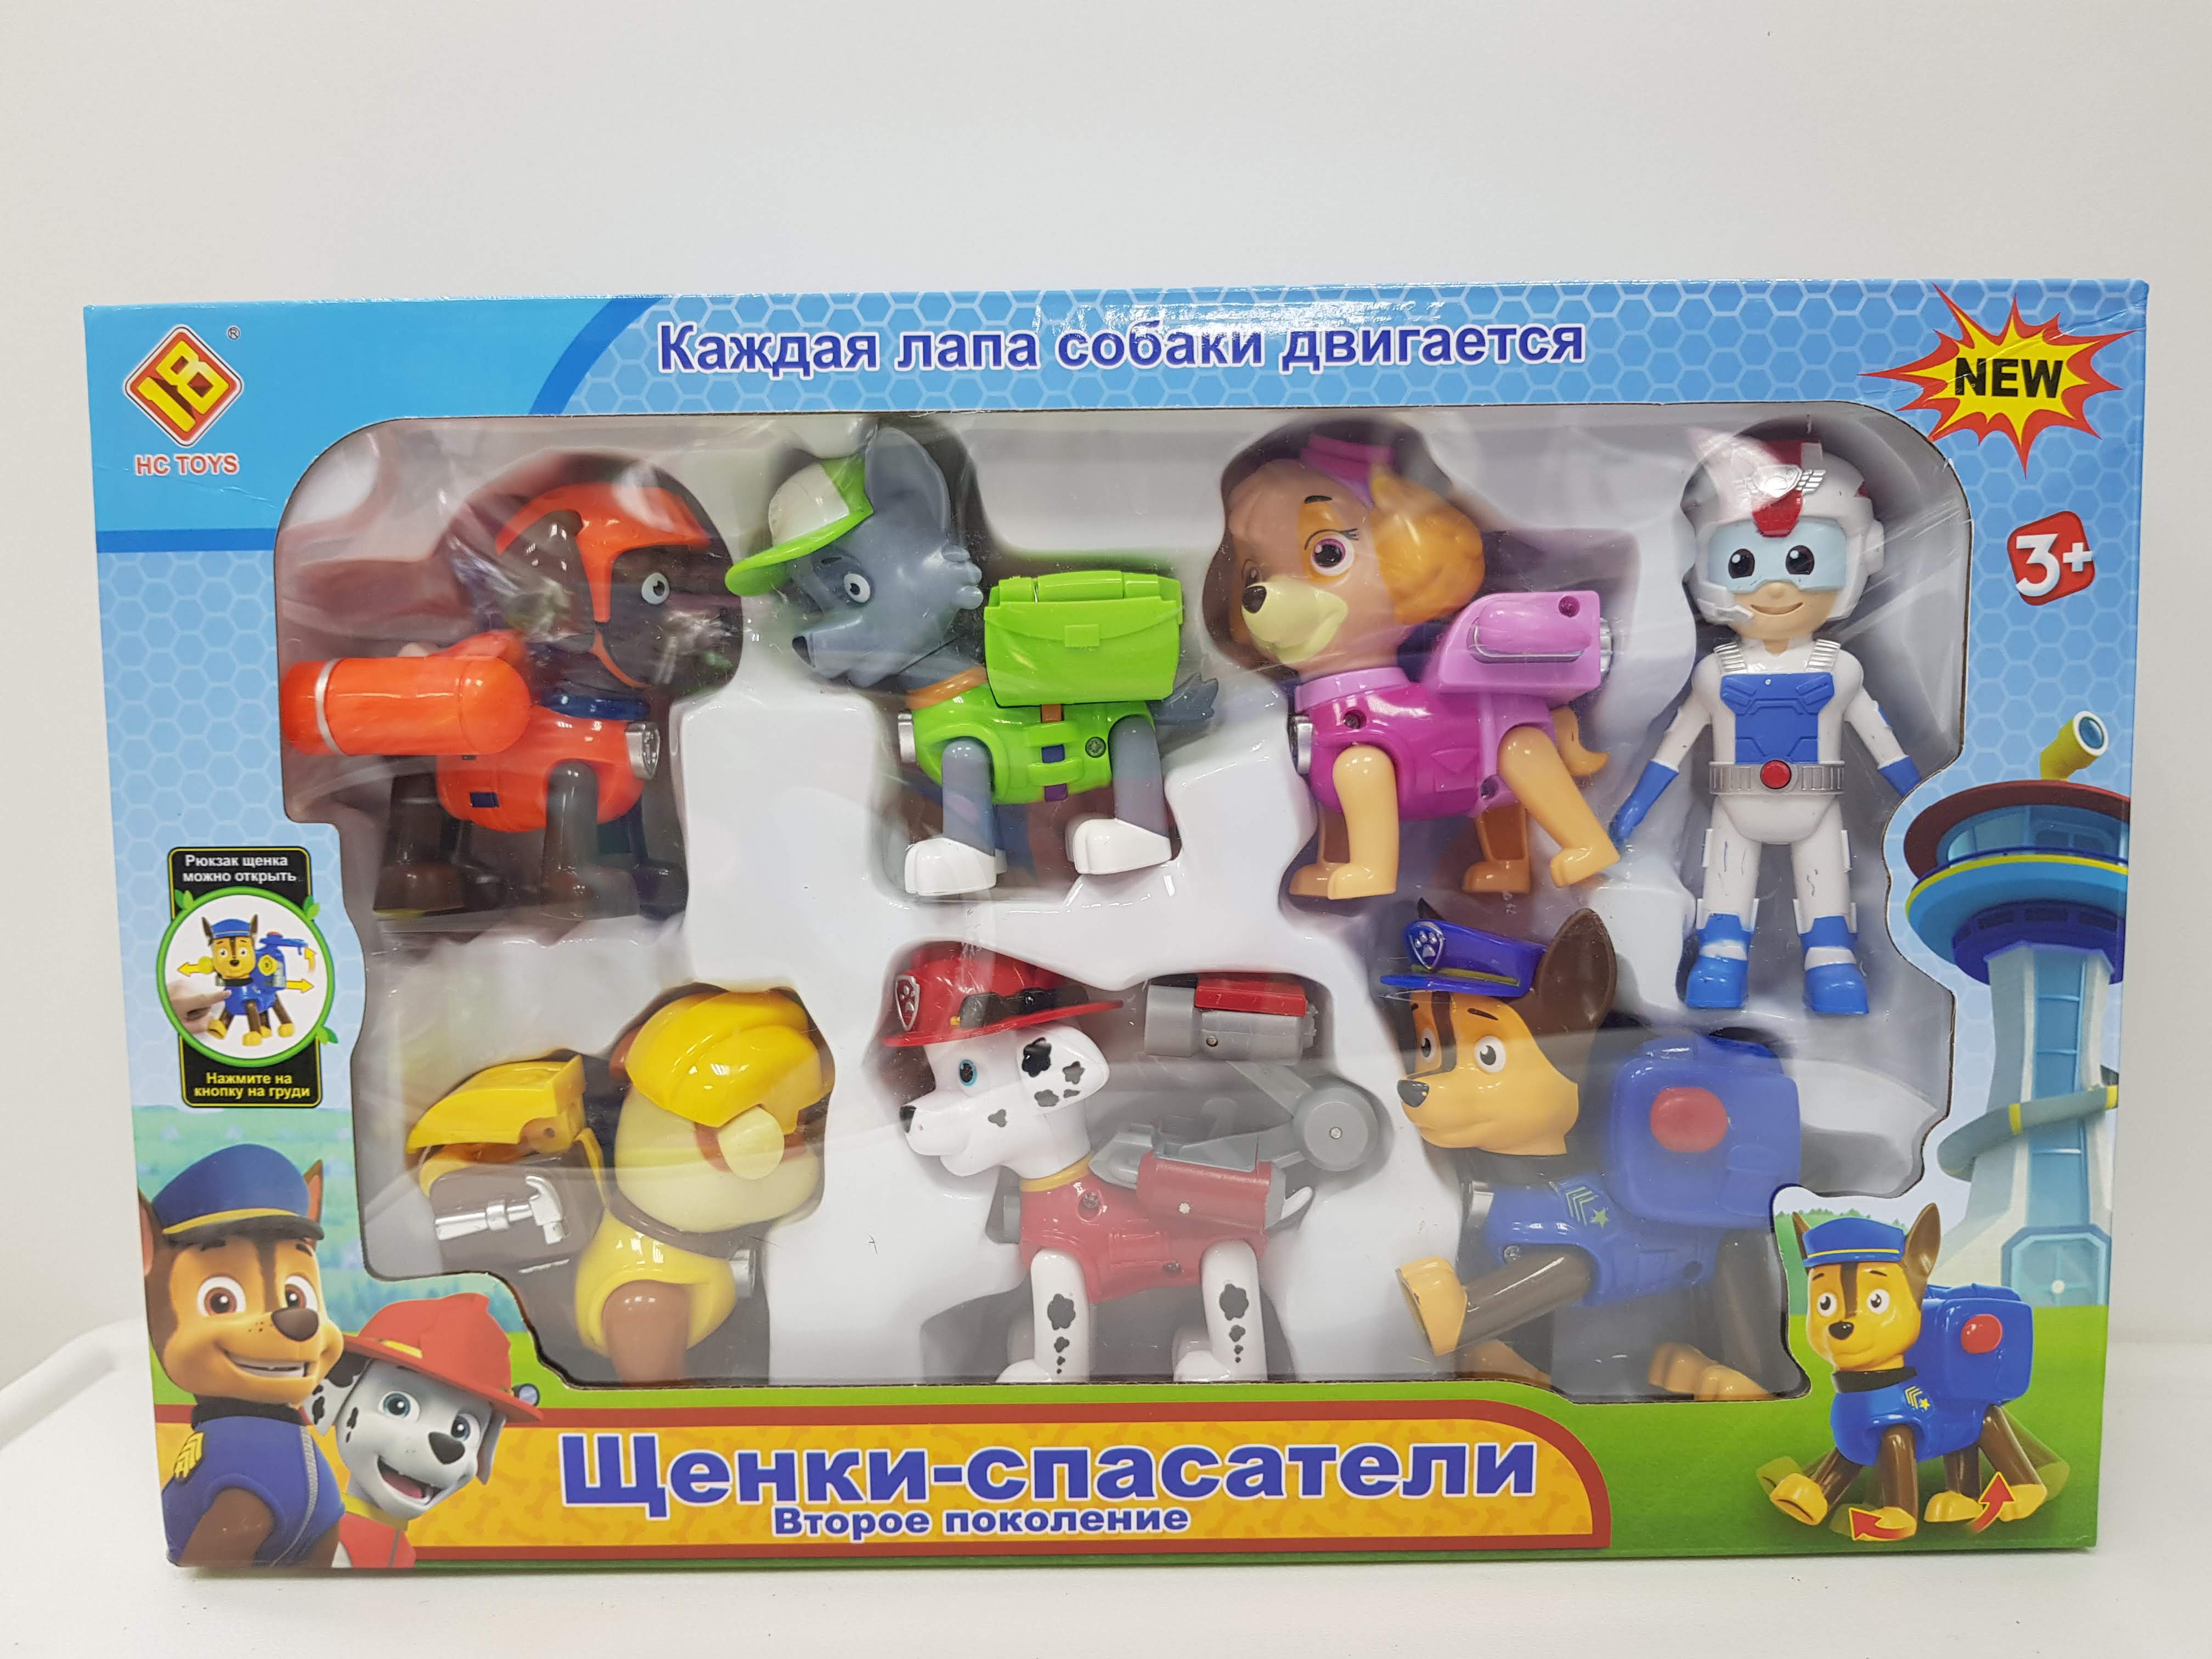 18 ®
HC TOYS
Каждая лапа собаки двигается
NEW
3+
Рюкзак щенка
можно открыть
Нажмите на
кнопку на груди
Щенки-спасатели
Второе поколение